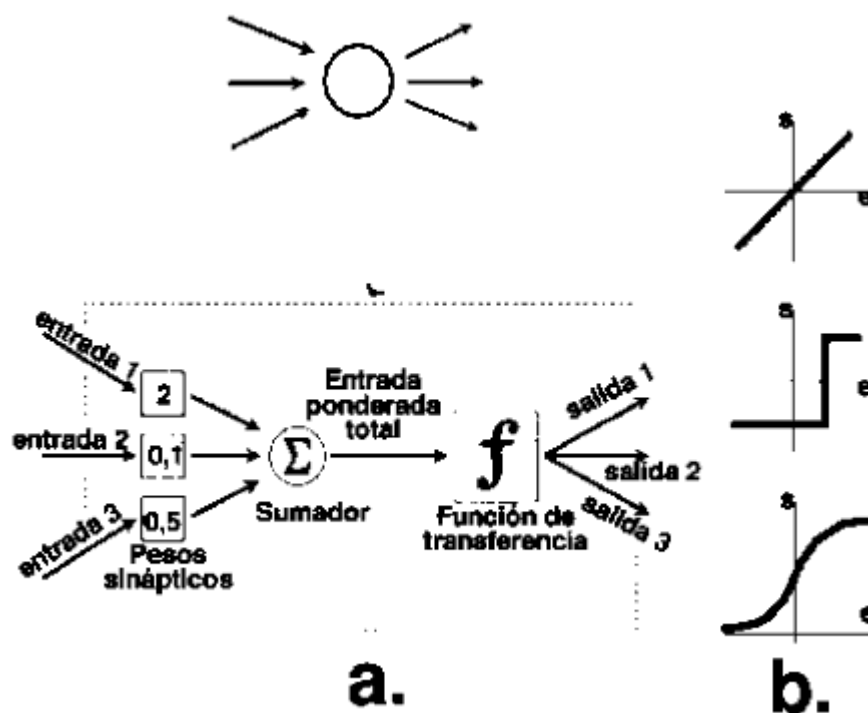 entrada 1
entrada 2
entrada 3
2
0,1
0,5
Pesos
sinápticos
Σ
Sumador
Entrada
ponderada
total
f
Función de
transferencia
salida 1
salida 2
salida 3
a.
s
e
s
e
s
e
b.